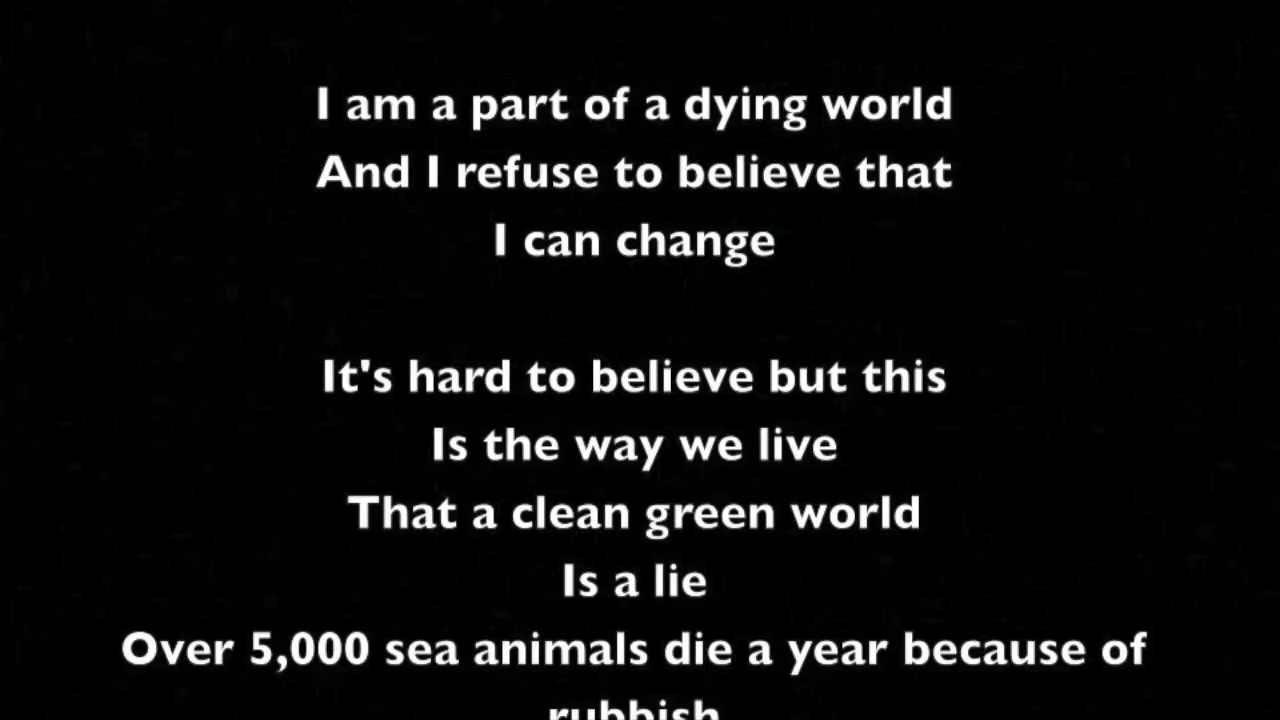 I am a part of a dying world
And I refuse to believe that
I can change
It's hard to believe but this
Is the way we live
That a clean green world
Is a lie
Over 5,000 sea animals die a year because of
rubbish